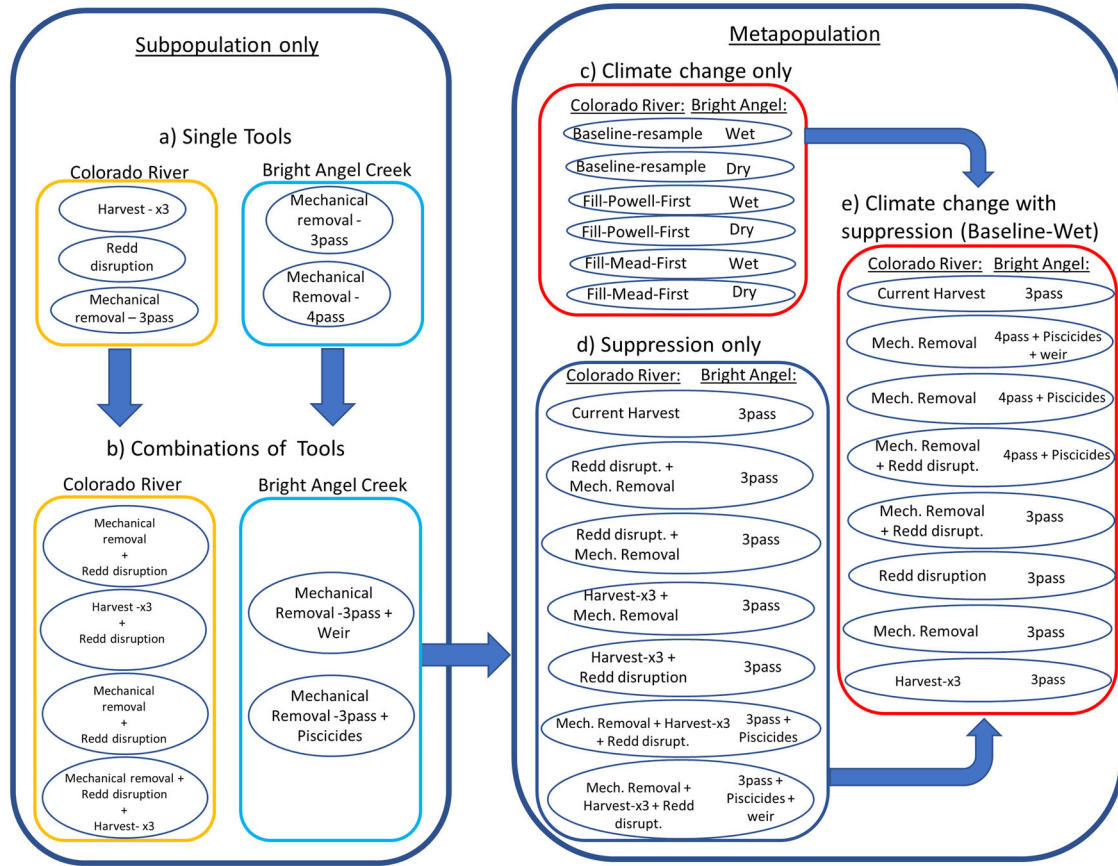 Subpopulation only
a) Single Tools
Colorado River
Harvest - x3
Redd
disruption
Mechanical
removal – 3pass
Bright Angel Creek
Mechanical
removal -
3pass
Mechanical
Removal -
4pass
b) Combinations of Tools
Colorado River
Mechanical
removal
+
Redd disruption
Harvest -x3
+
Redd disruption
Mechanical
removal
+
Redd disruption
Mechanical removal +
Redd disruption
+
Harvest- x3
Bright Angel Creek
Mechanical
Removal -3pass +
Weir
Mechanical
Removal -3pass +
Piscicides
Metapopulation
c) Climate change only
Colorado River: Bright Angel:
Baseline-resample Wet
Baseline-resample Dry
Fill-Powell-First Wet
Fill-Powell-First Dry
Fill-Mead-First Wet
Fill-Mead-First Dry
d) Suppression only
Colorado River: Bright Angel:
Current Harvest 3pass
Redd disrupt. +
Mech. Removal
3pass
Redd disrupt. +
Mech. Removal
3pass
Harvest-x3 +
Mech. Removal
3pass
Harvest-x3 +
Redd disruption
3pass
Mech. Removal + Harvest-x3
+ Redd disrupt.
3pass +
Piscicides
Mech. Removal +
Harvest-x3 + Redd
disrupt.
3pass +
Piscicides +
weir
e) Climate change with
suppression (Baseline-Wet)
Colorado River: Bright Angel:
Current Harvest 3pass
Mech. Removal
4pass + Piscicides
+ weir
Mech. Removal 4pass + Piscicides
Mech. Removal
+ Redd disrupt.
4pass + Piscicides
Mech. Removal
+ Redd disrupt.
3pass
Redd disruption 3pass
Mech. Removal 3pass
Harvest-x3 3pass